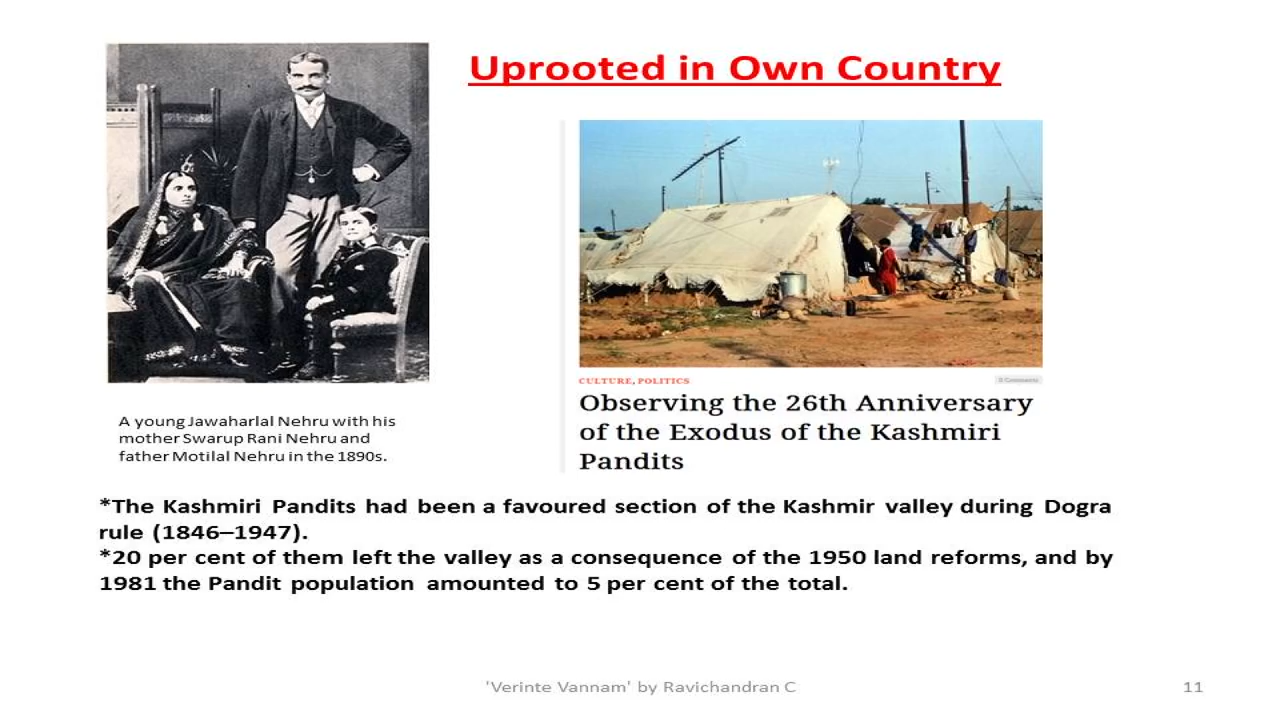 Uprooted in Own Country
A young Jawaharlal Nehru with his
mother Swarup Rani Nehru and
father Motilal Nehru in the 1890s.
CULTURE, POLITICS
0 Comments
Observing the 26th Anniversary
of the Exodus of the Kashmiri
Pandits
*The Kashmiri Pandits had been a favoured section of the Kashmir valley during Dogra
rule (1846–1947).
*20 per cent of them left the valley as a consequence of the 1950 land reforms, and by
1981 the Pandit population amounted to 5 per cent of the total.
'Verinte Vannam' by Ravichandran C
11